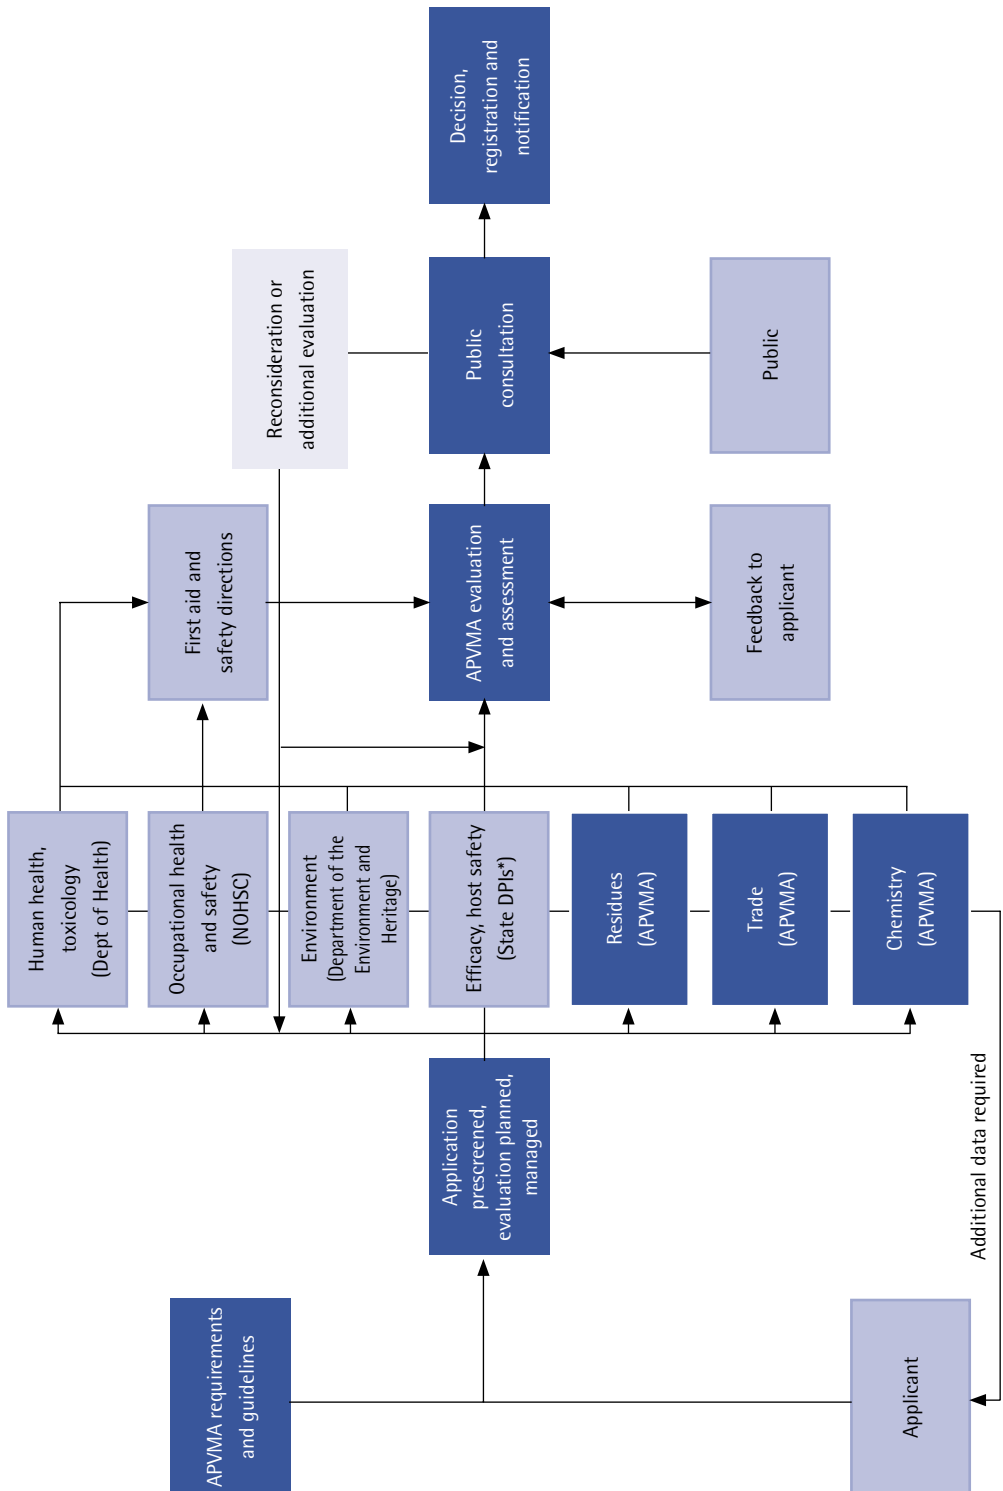 APVMA requirements
and guidelines
Applicant
Additional data required
Application
prescreened,
evaluation planned,
managed
Human health,
toxicology
(Dept of Health)
Occupational health
and safety
(NOHSC)
Environment
(Department of the
Environment and
Heritage)
Efficacy, host safety
(State DPIs*)
Residues
(APVMA)
Trade
(APVMA)
Chemistry
(APVMA)
First aid and
safety directions
APVMA evaluation
and assessment
Feedback to
applicant
Reconsideration or
additional evaluation
Public
consultation
Public
Decision,
registration and
notification